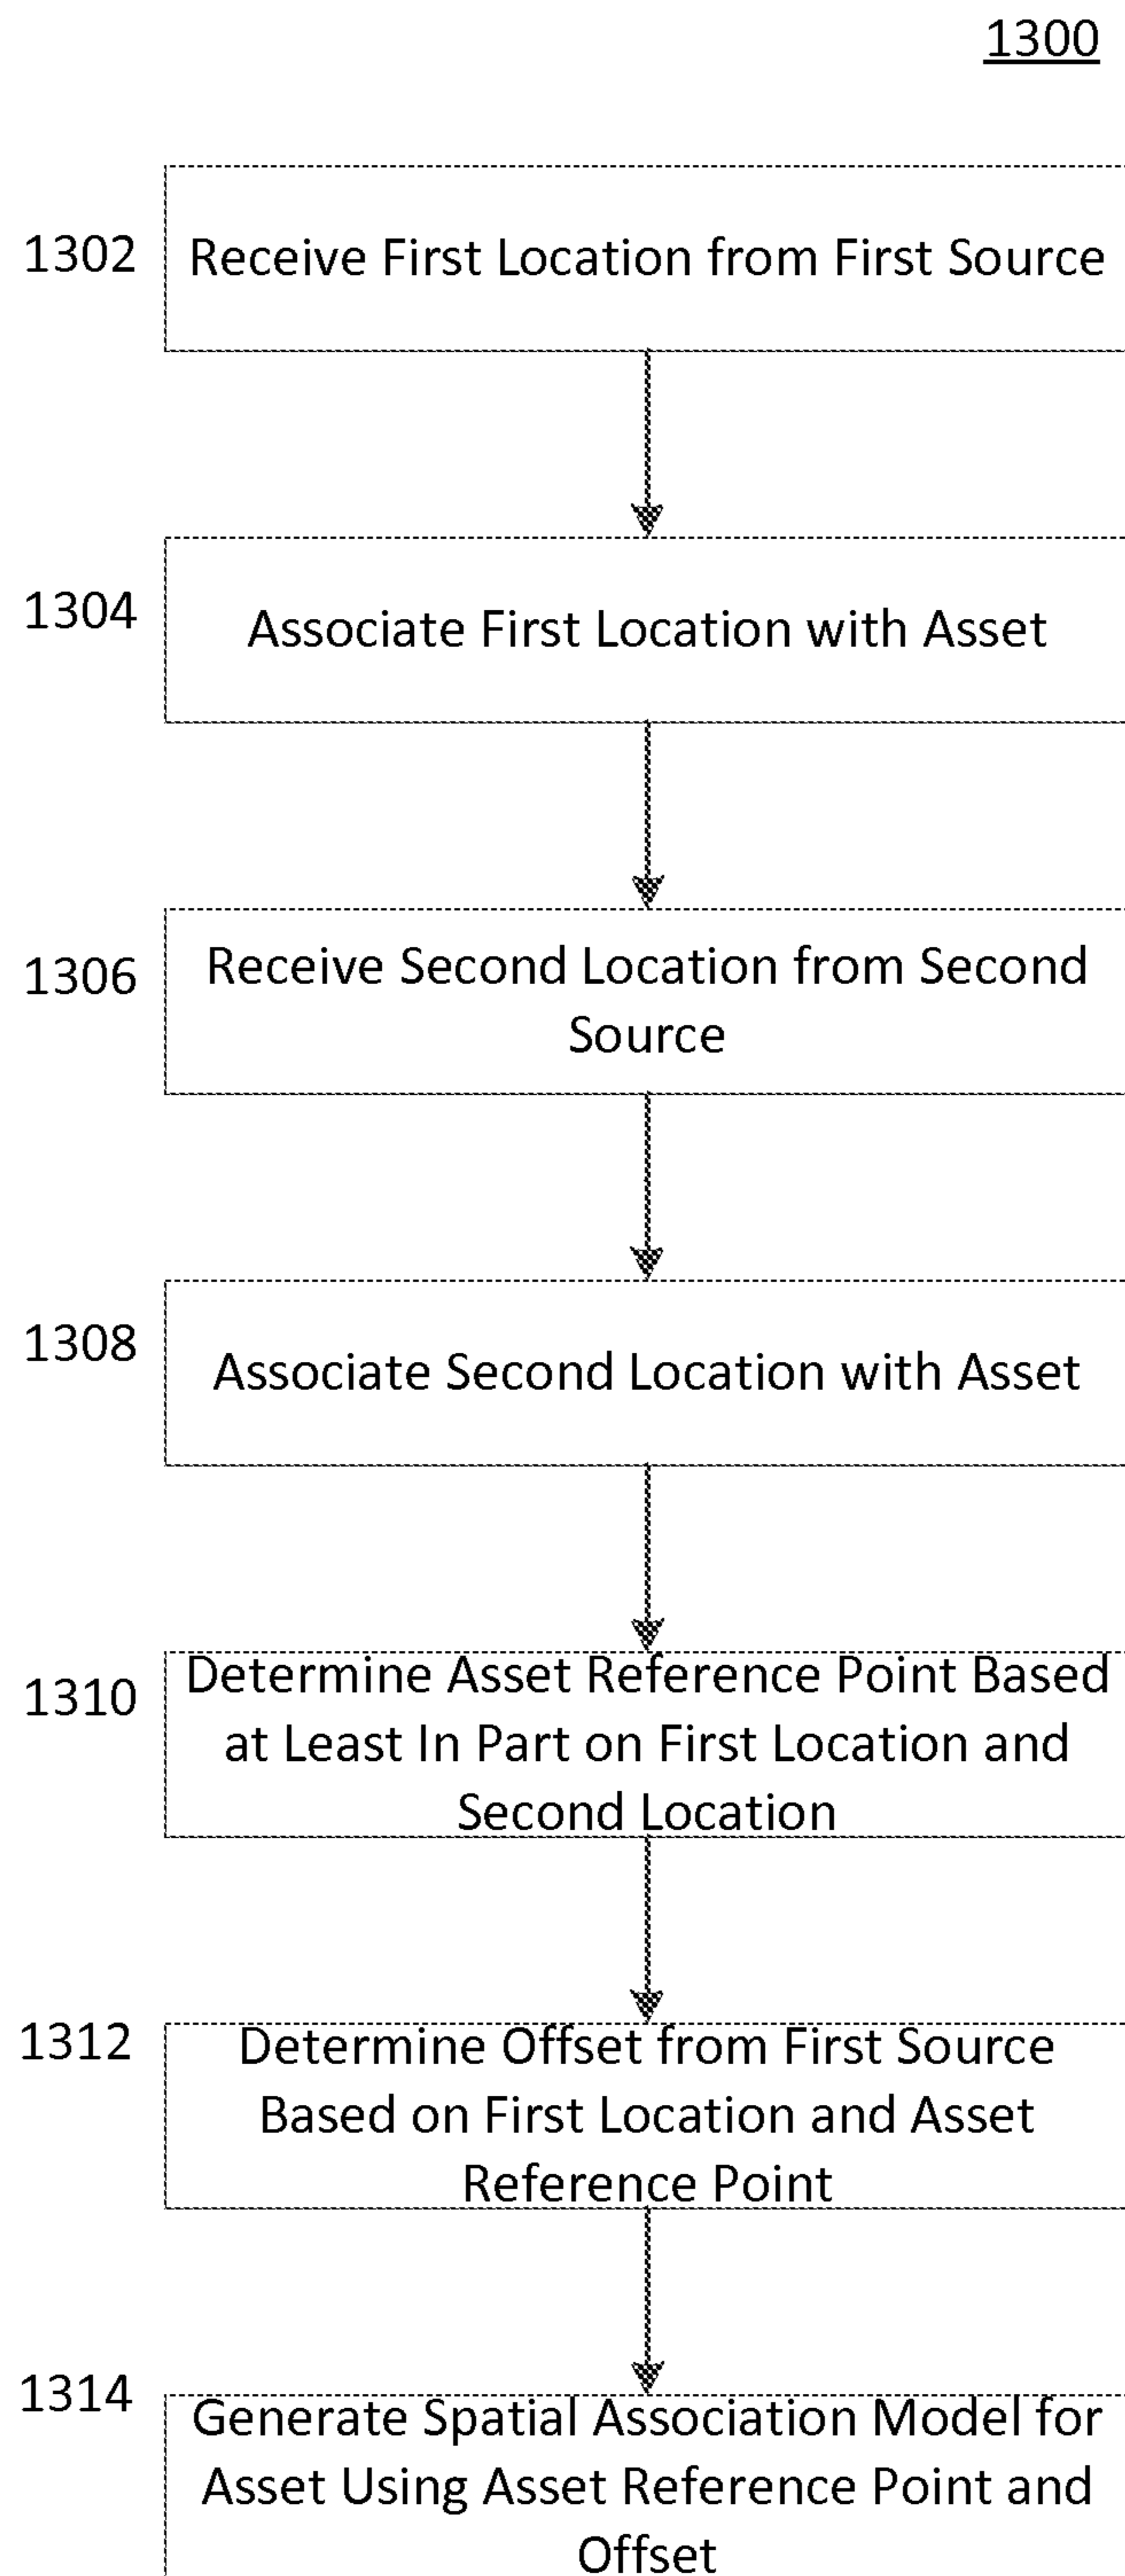 1300
1302
Receive First Location from First Source
1304
Associate First Location with Asset
1306
Receive Second Location from Second
Source
1308
Associate Second Location with Asset
1310
Determine Asset Reference Point Based
at Least In Part on First Location and
Second Location
1312
Determine Offset from First Source
Based on First Location and Asset
Reference Point
1314
Generate Spatial Association Model for
Asset Using Asset Reference Point and
Offset